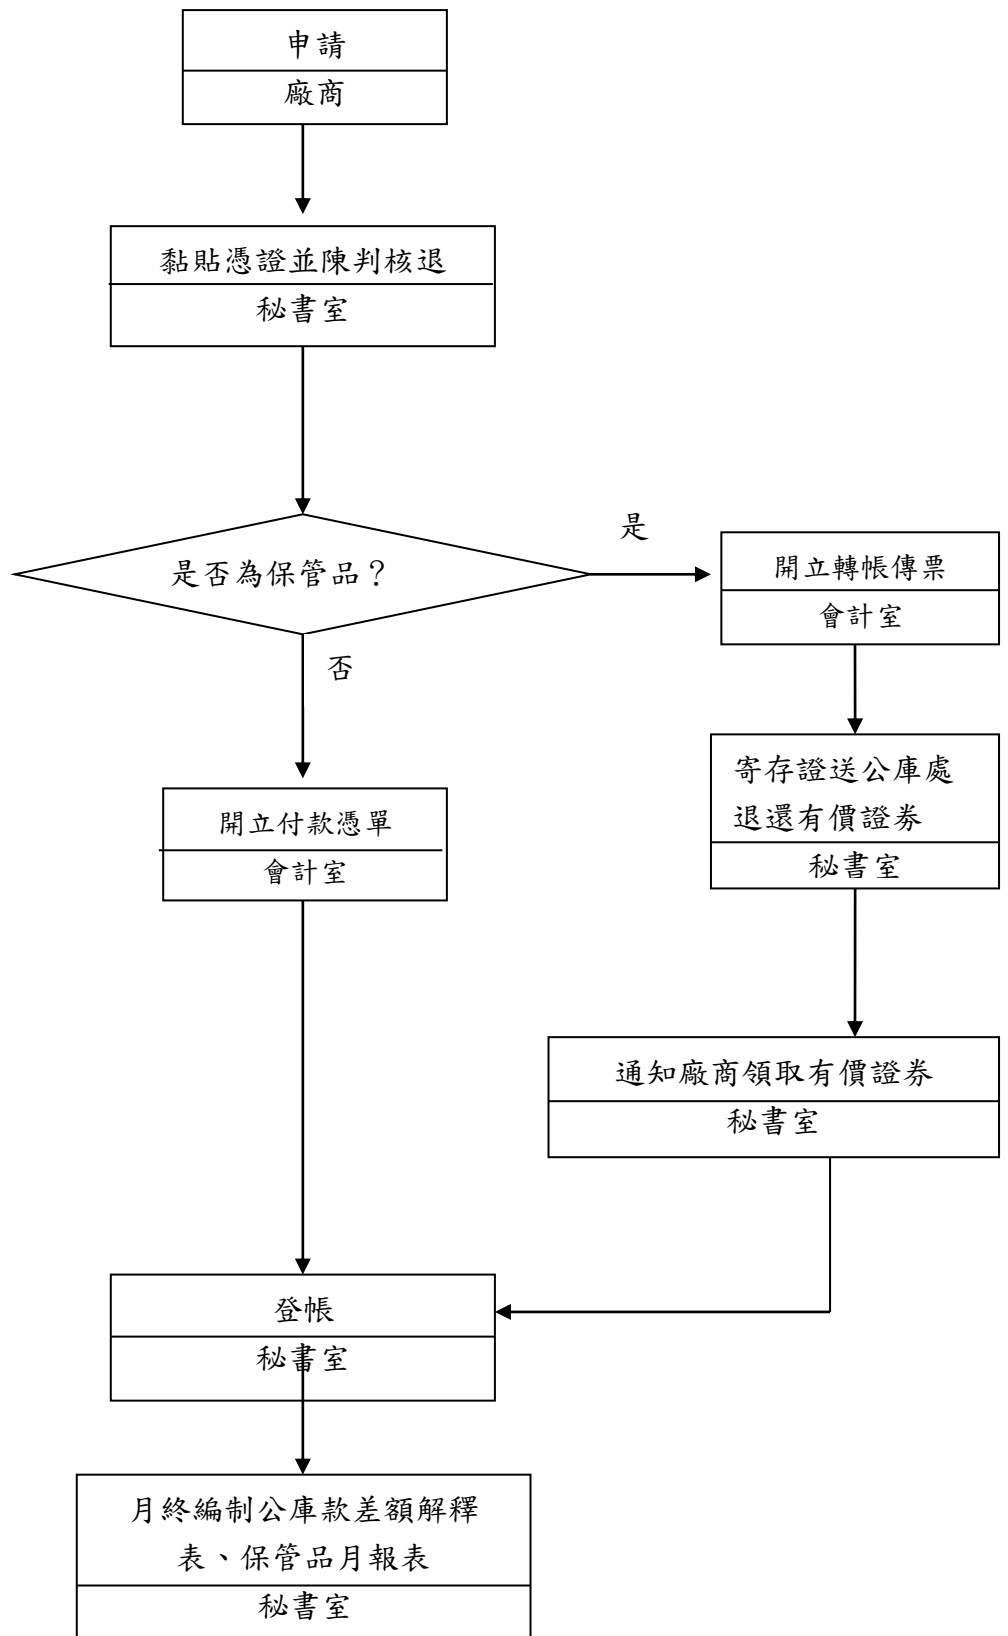 申請
廠商
黏貼憑證並陳判核退
秘書室
是否為保管品？
是
開立轉帳傳票
會計室
否
寄存證送公庫處
退還有價證券
秘書室
開立付款憑單
會計室
通知廠商領取有價證券
秘書室
登帳
秘書室
月終編制公庫款差額解釋
表、保管品月報表
秘書室